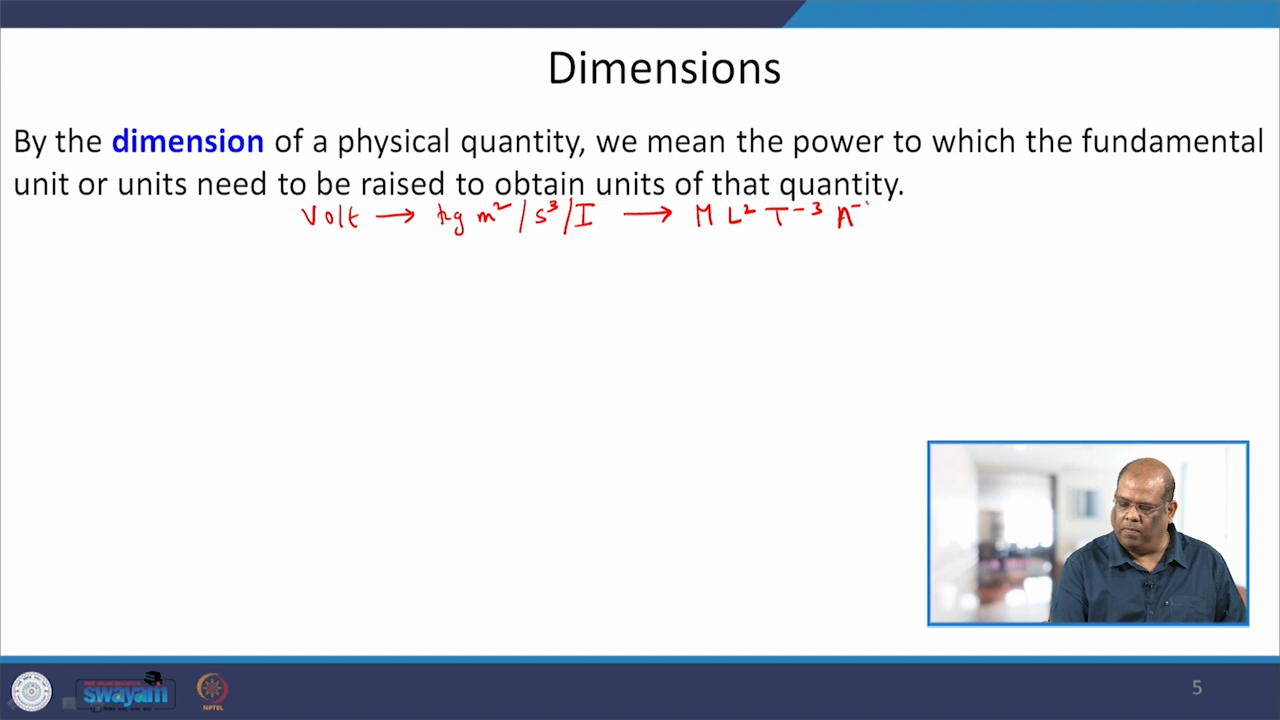 Dimensions
By the dimension of a physical quantity, we mean the power to which the fundamental
unit or units need to be raised to obtain units of that quantity.
Volt → kg m² / s³ / I → M L² T⁻³ A⁻
swayam
NPTEL
5